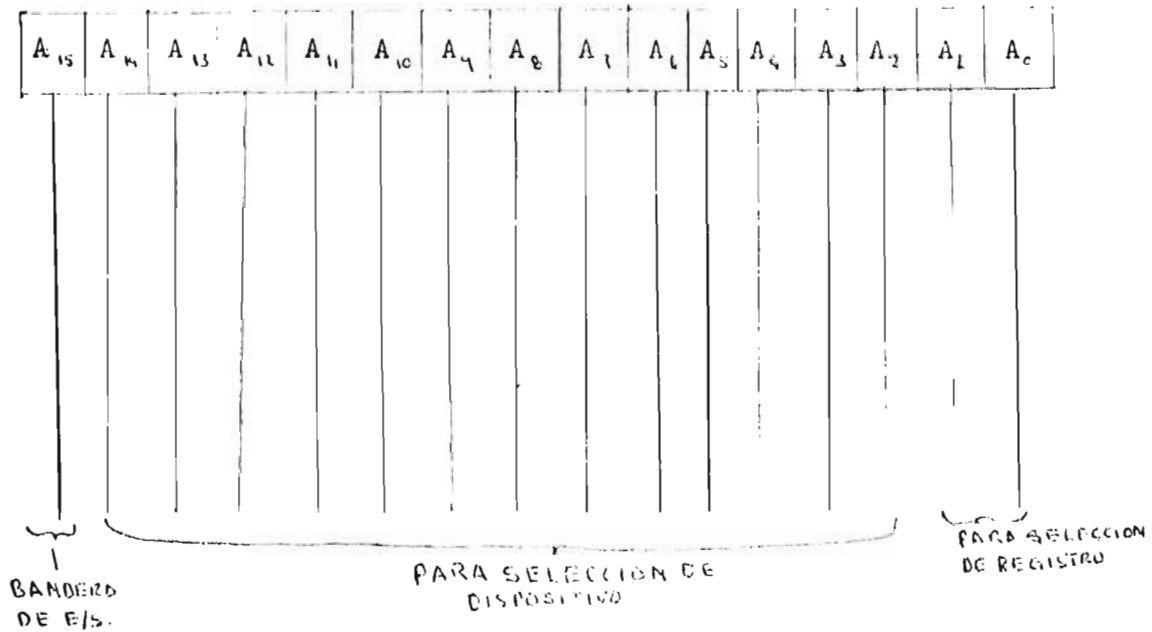 A₁₅ A₁₄ A₁₃ A₁₂ A₁₁ A₁₀ A₉ A₈ A₇ A₆ A₅ A₄ A₃ A₂ A₁ A₀
BANDERO
DE E/S.
PARA SELECCION DE
DISPOSITIVO
PARA SELECCION
DE REGISTRO